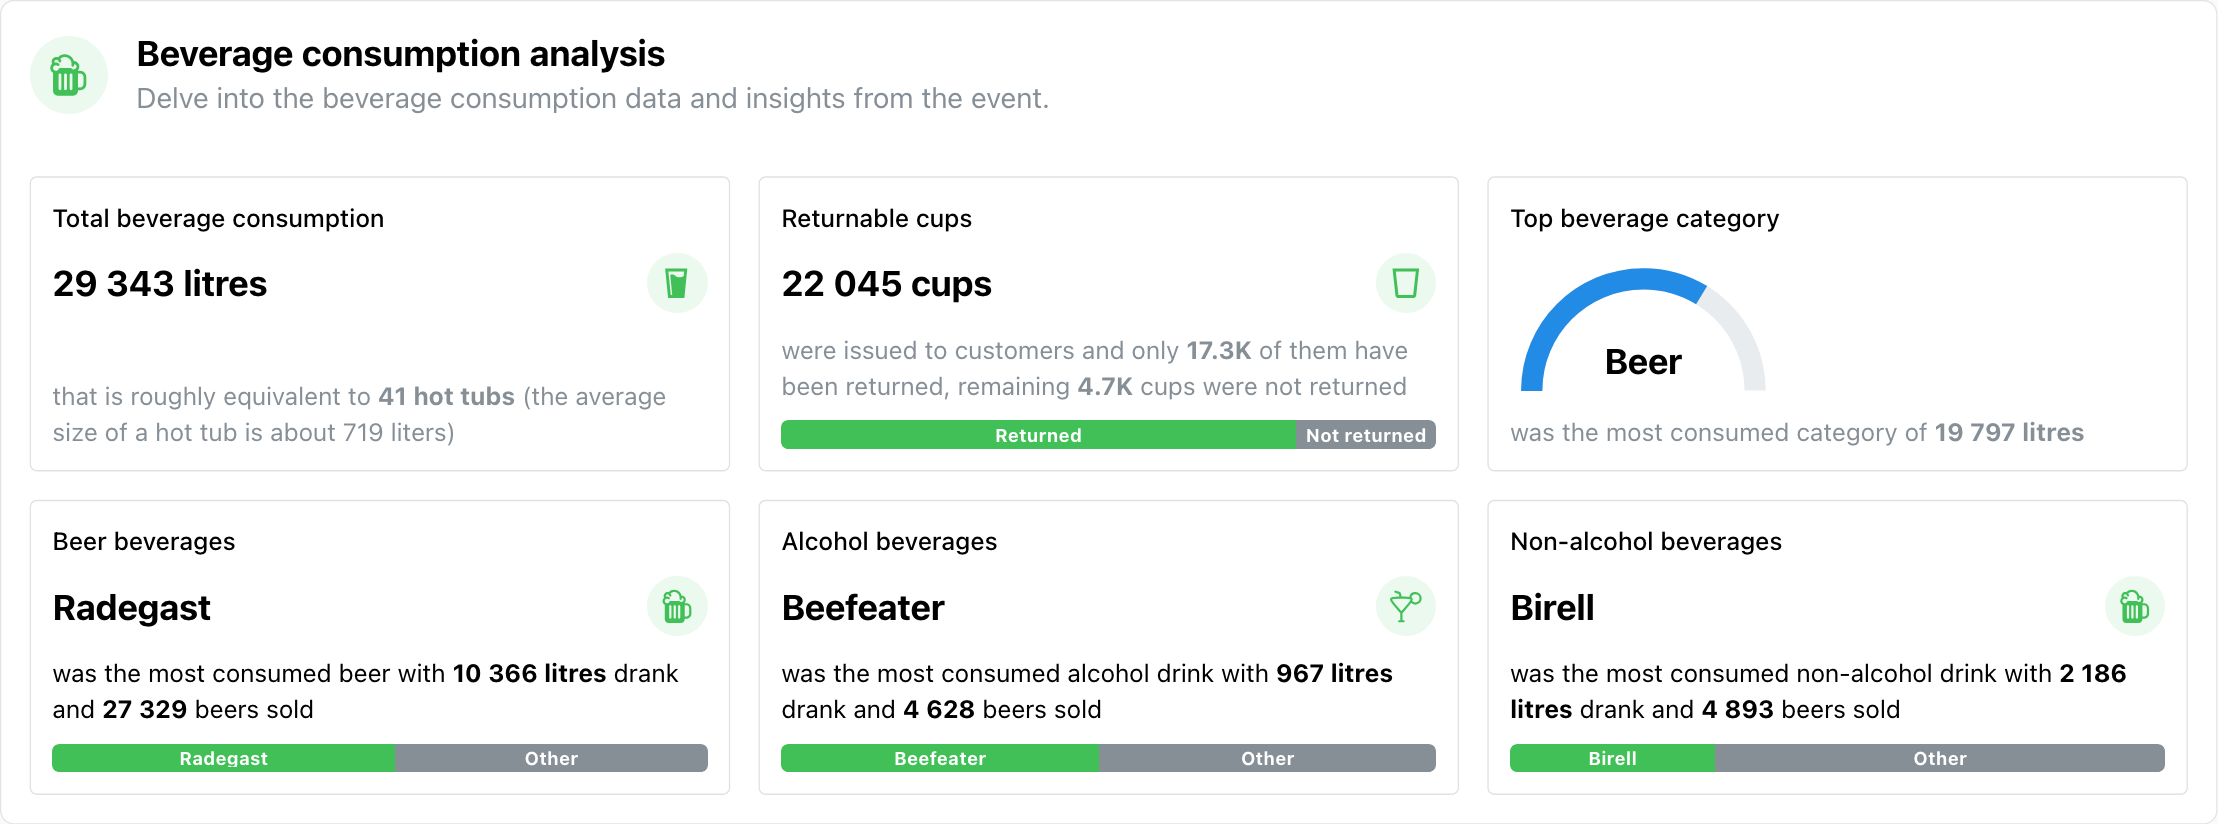 Beverage consumption analysis
Delve into the beverage consumption data and insights from the event.
Total beverage consumption
29 343 litres
that is roughly equivalent to 41 hot tubs (the average
size of a hot tub is about 719 liters)
Returnable cups
22 045 cups
were issued to customers and only 17.3K of them have
been returned, remaining 4.7K cups were not returned
Returned
Not returned
Top beverage category
Beer
was the most consumed category of 19 797 litres
Beer beverages
Radegast
was the most consumed beer with 10 366 litres drank
and 27 329 beers sold
Radegast
Other
Alcohol beverages
Beefeater
was the most consumed alcohol drink with 967 litres
drank and 4 628 beers sold
Beefeater
Other
Non-alcohol beverages
Birell
was the most consumed non-alcohol drink with 2 186
litres drank and 4 893 beers sold
Birell
Other